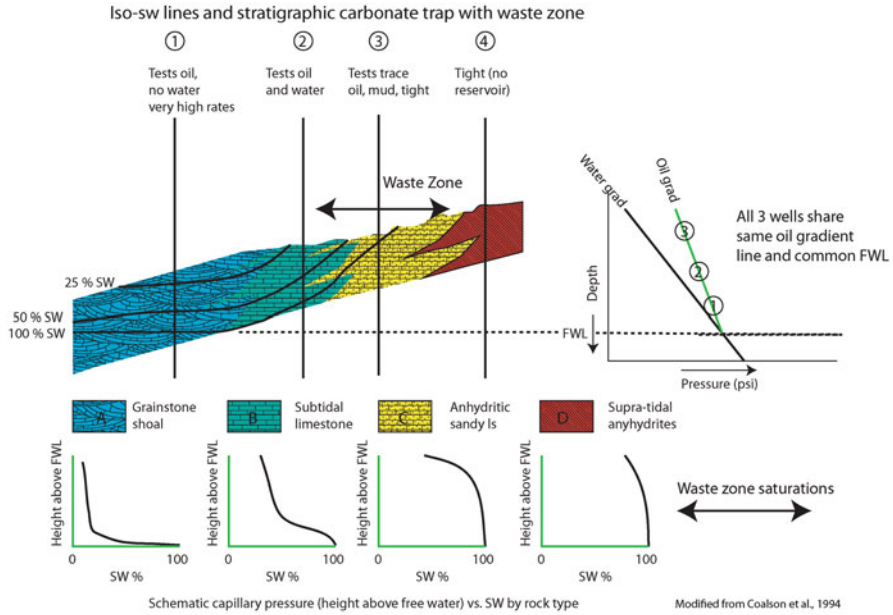 Iso-sw lines and stratigraphic carbonate trap with waste zone
1
2
3
4
Tests oil,
no water
very high rates
Tests oil
and water
Tests trace
oil, mud, tight
Tight (no
reservoir)
Waste Zone
25 % SW
50 % SW
100 % SW
Water grad
Oil grad
3
2
1
All 3 wells share
same oil gradient
line and common FWL
Depth
FWL
Pressure (psi)
A
Grainstone
shoal
B
Subtidal
limestone
C
Anhydritic
sandy ls
D
Supra-tidal
anyhydrites
Height above FWL
0
100
SW %
Height above FWL
0
100
SW %
Height above FWL
0
100
SW %
Height above FWL
0
100
SW %
Waste zone saturations
Schematic capillary pressure (height above free water) vs. SW by rock type
Modified from Coalson et al., 1994